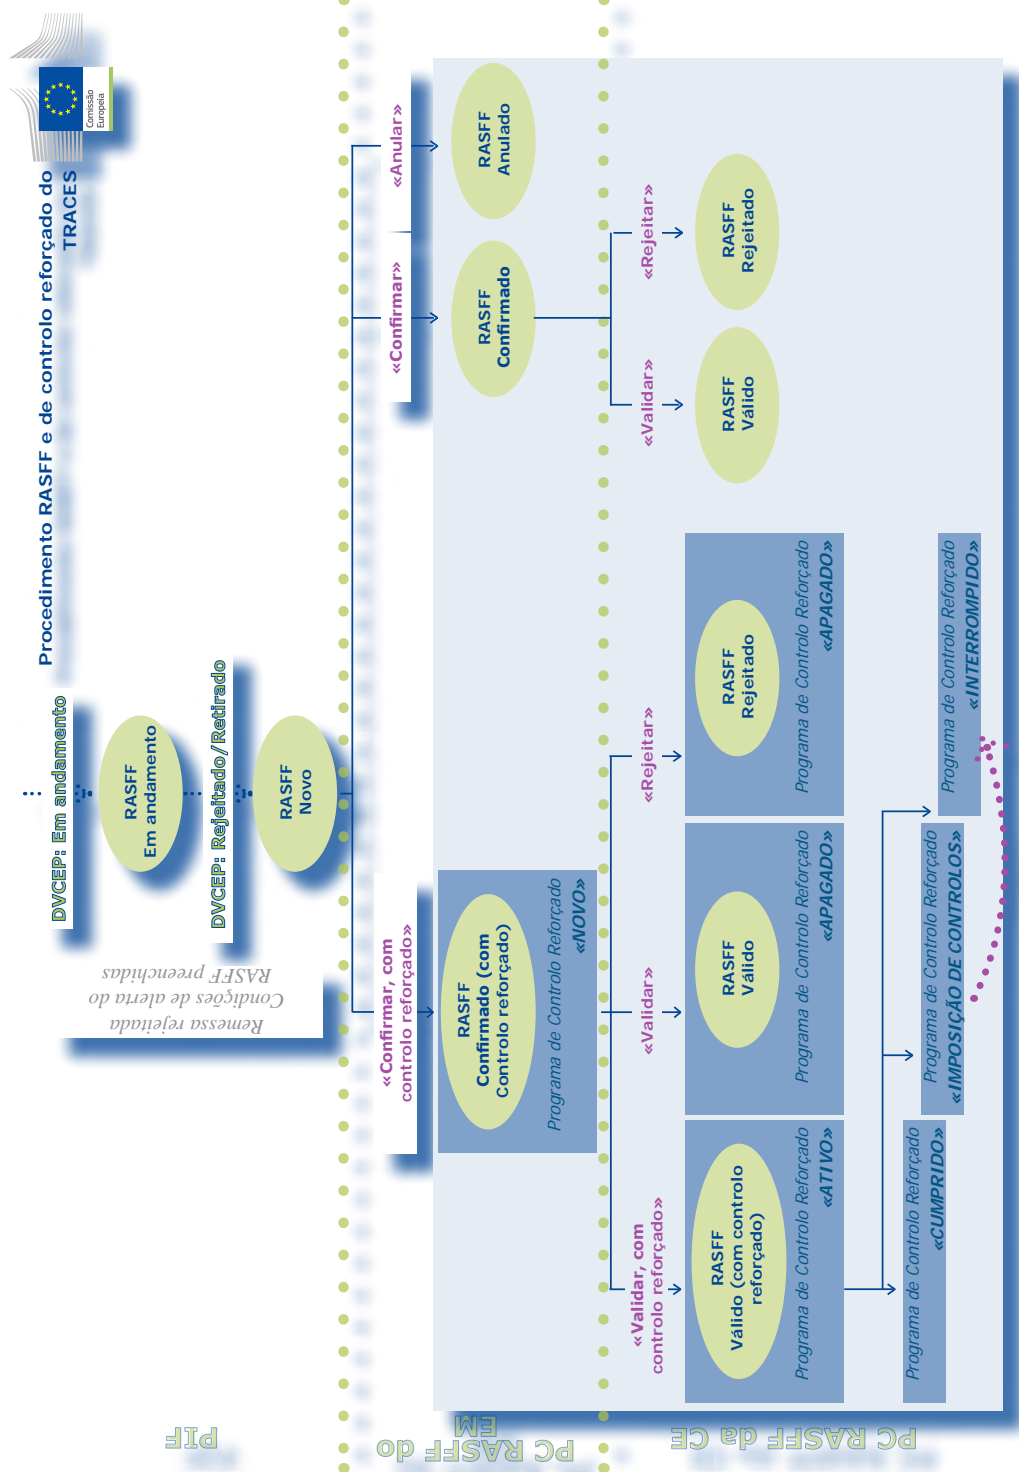 Procedimento RASFF e de controlo reforçado do
TRACES
Comissão
Europeia
PIF
DVCEP: Em andamento
RASFF
Em andamento
DVCEP: Rejeitado/Retirado
RASFF
Novo
Remessa rejeitada
Condições de alerta do
RASFF preenchidas
PC RASFF do
EM
«Confirmar, com
controlo reforçado»
«Confirmar»
«Anular»
RASFF
Confirmado (com
Controlo reforçado)
Programa de Controlo Reforçado
«NOVO»
RASFF
Confirmado
RASFF
Anulado
PC RASFF da CE
«Validar, com
controlo reforçado»
«Validar»
«Rejeitar»
«Validar»
«Rejeitar»
RASFF
Válido (com controlo
reforçado)
Programa de Controlo Reforçado
«ATIVO»
RASFF
Válido
Programa de Controlo Reforçado
«APAGADO»
RASFF
Rejeitado
Programa de Controlo Reforçado
«APAGADO»
RASFF
Válido
RASFF
Rejeitado
Programa de Controlo Reforçado
«CUMPRIDO»
Programa de Controlo Reforçado
«IMPOSIÇÃO DE CONTROLOS»
Programa de Controlo Reforçado
«INTERROMPIDO»